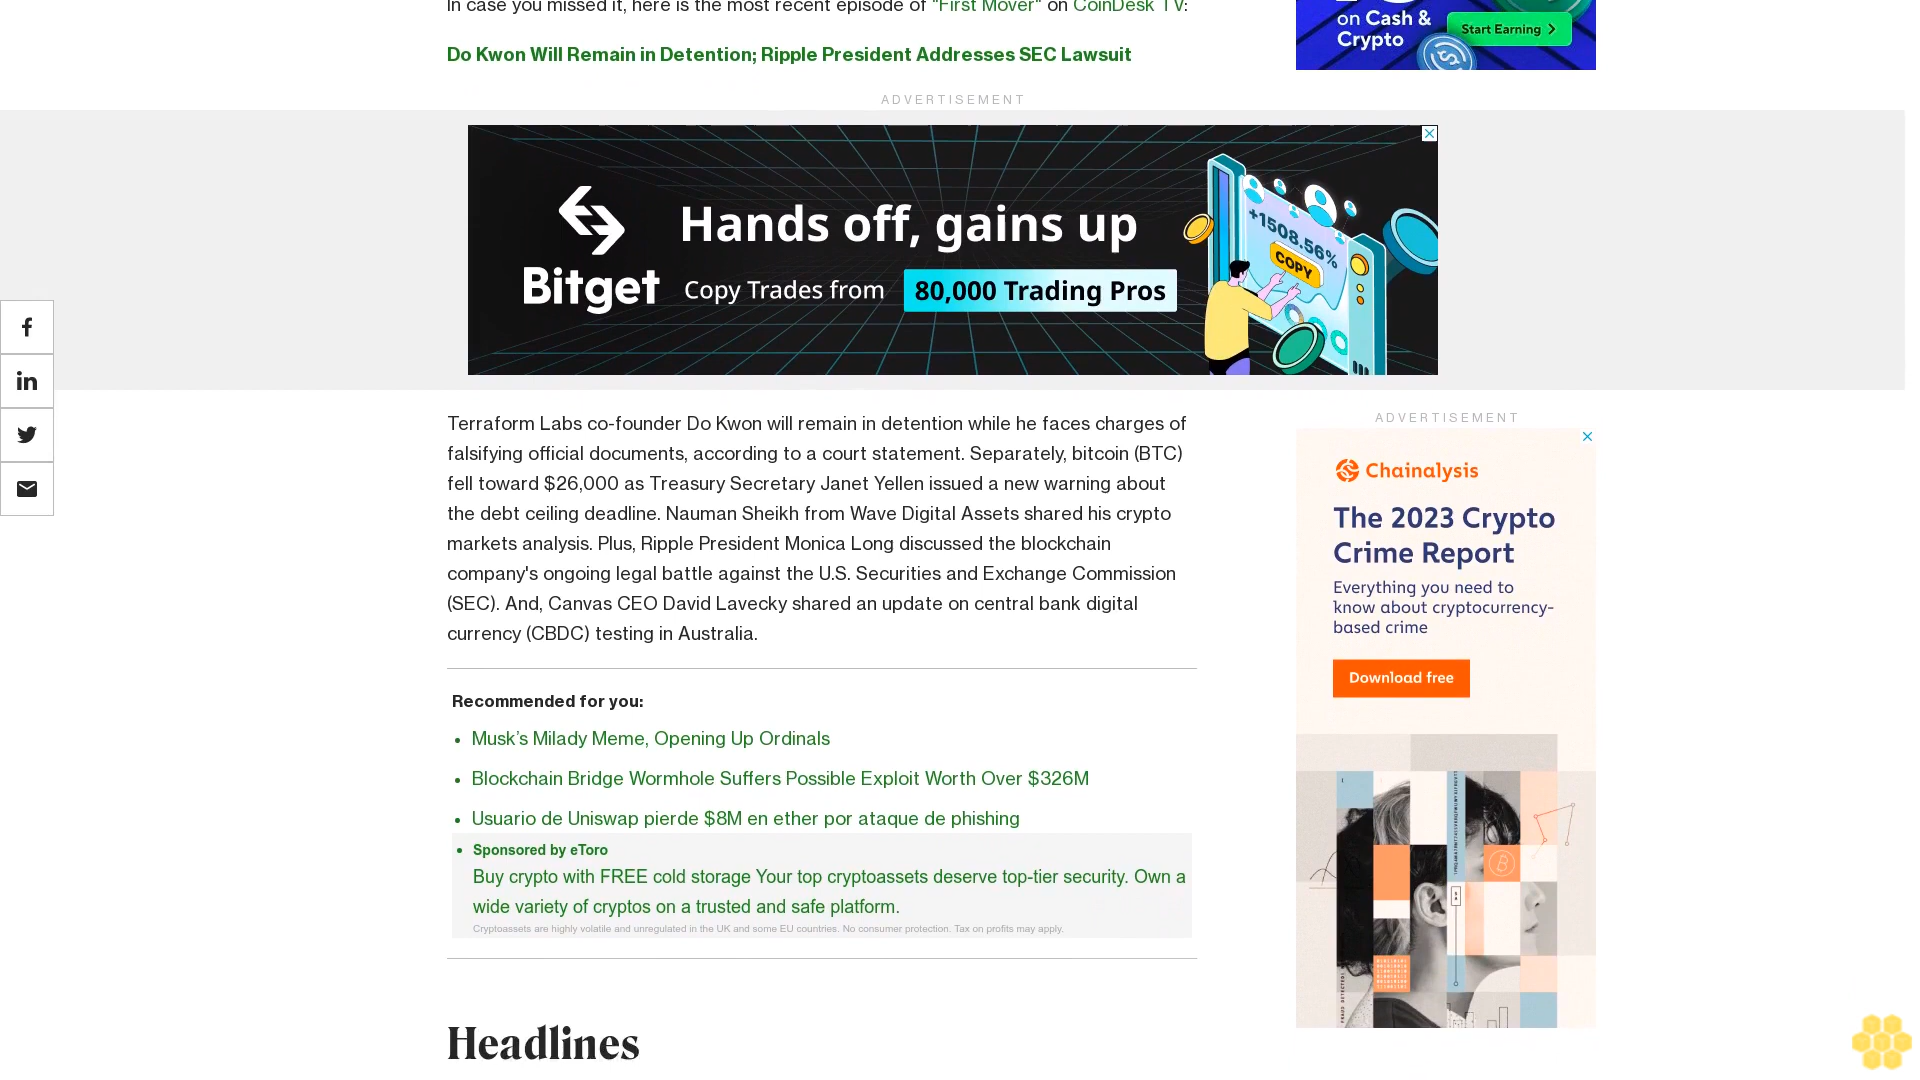 In case you missed it, here is the most recent episode of "First Mover" on CoinDesk TV:
on Cash &
Crypto
Start Earning
Do Kwon Will Remain in Detention; Ripple President Addresses SEC Lawsuit
ADVERTISEMENT
Bitget
Hands off, gains up
Copy Trades from 80,000 Trading Pros
+1508.56%
COPY
Terraform Labs co-founder Do Kwon will remain in detention while he faces charges of
falsifying official documents, according to a court statement. Separately, bitcoin (BTC)
fell toward $26,000 as Treasury Secretary Janet Yellen issued a new warning about
the debt ceiling deadline. Nauman Sheikh from Wave Digital Assets shared his crypto
markets analysis. Plus, Ripple President Monica Long discussed the blockchain
company's ongoing legal battle against the U.S. Securities and Exchange Commission
(SEC). And, Canvas CEO David Lavecky shared an update on central bank digital
currency (CBDC) testing in Australia.
ADVERTISEMENT
Chainalysis
The 2023 Crypto
Crime Report
Everything you need to
know about cryptocurrency-
based crime
Download free
Recommended for you:
Musk’s Milady Meme, Opening Up Ordinals
Blockchain Bridge Wormhole Suffers Possible Exploit Worth Over $326M
Usuario de Uniswap pierde $8M en ether por ataque de phishing
Sponsored by eToro
Buy crypto with FREE cold storage Your top cryptoassets deserve top-tier security. Own a
wide variety of cryptos on a trusted and safe platform.
Cryptoassets are highly volatile and unregulated in the UK and some EU countries. No consumer protection. Tax on profits may apply.
Headlines